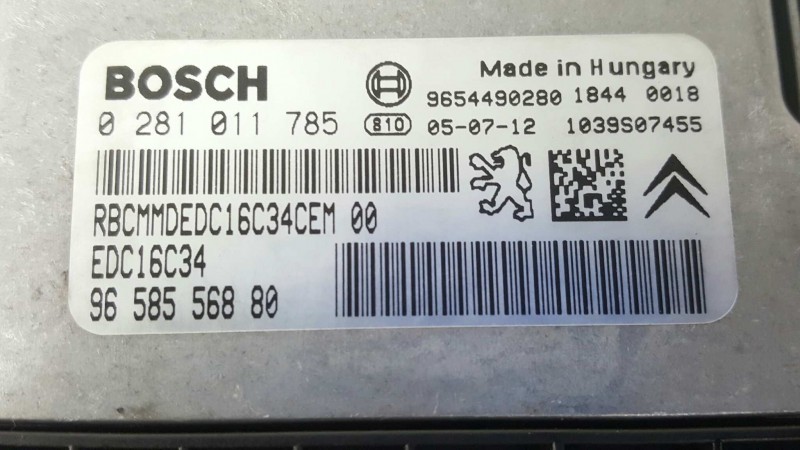 BOSCH
Made in Hungary
9654490280 1844 0018
0 281 011 785 810 05-07-12 1039S07455
RBCMMDEDC16C34CEM 00
EDC16C34
96 585 568 80